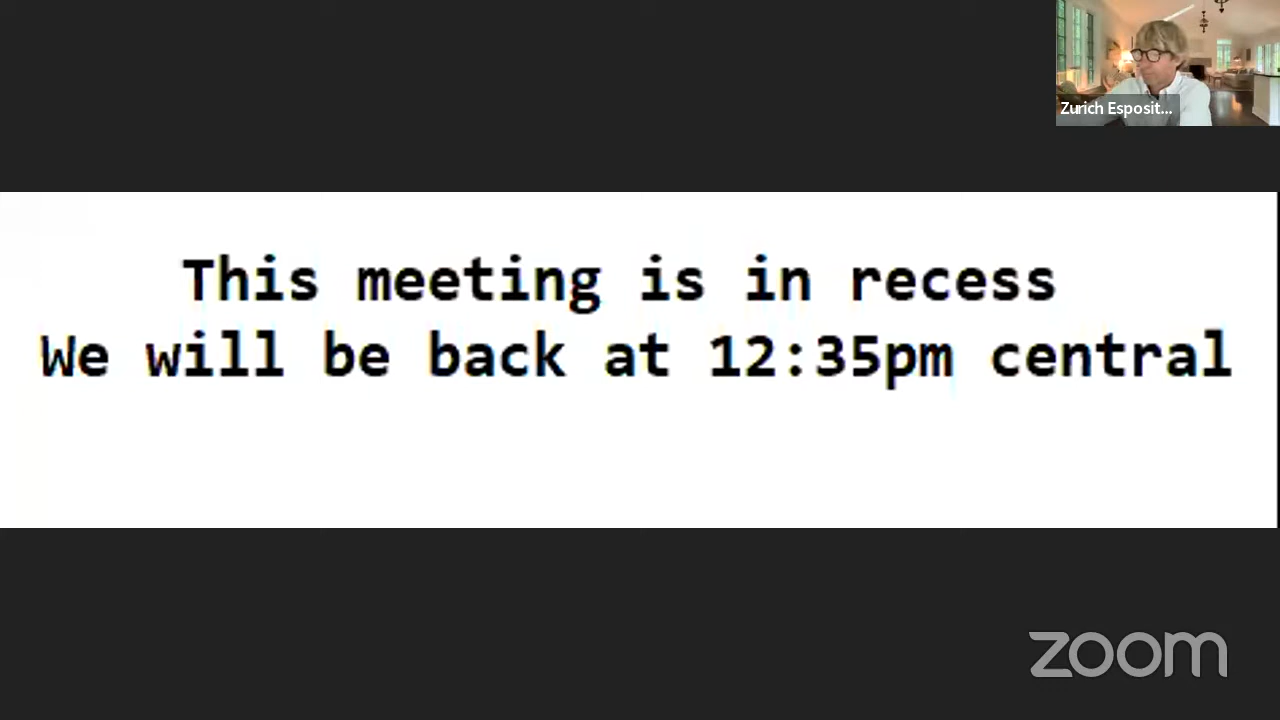 Zurich Esposit...
This meeting is in recess
We will be back at 12:35pm central
zoom